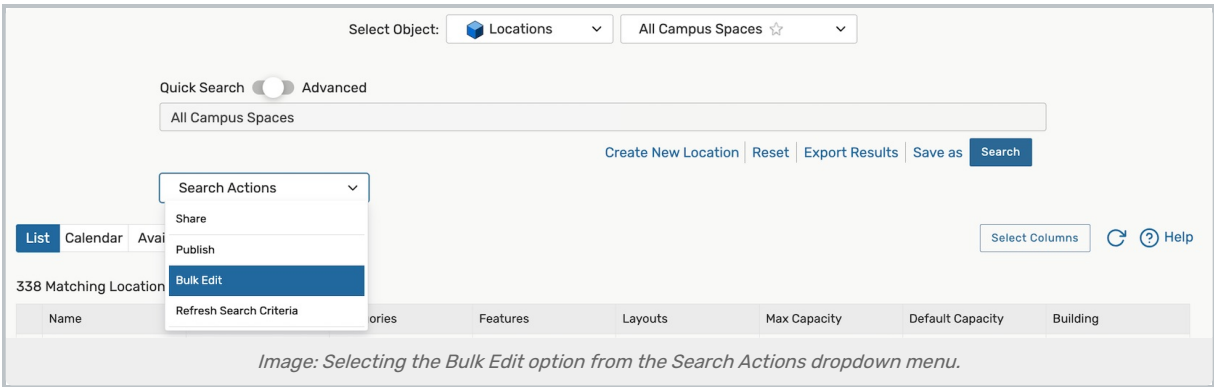 Select Object: Locations All Campus Spaces
Quick Search Advanced
All Campus Spaces
Create New Location Reset Export Results Save as Search
Search Actions
Share
List Calendar Avai Select Columns Help
Publish
Bulk Edit
338 Matching Location
Refresh Search Criteria
Name ories Features Layouts Max Capacity Default Capacity Building
Image: Selecting the Bulk Edit option from the Search Actions dropdown menu.